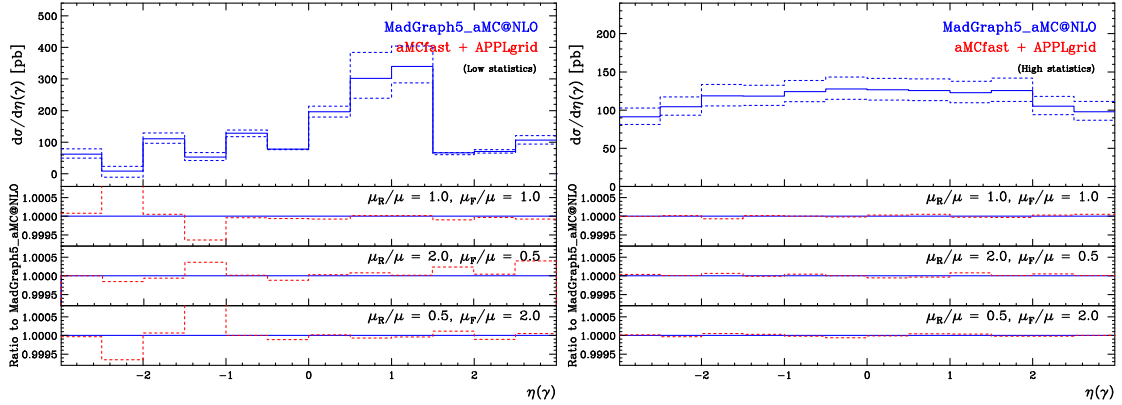 dσ/dη(γ) [pb]
500
400
300
200
100
0
MadGraph5_aMC@NLO
aMCfast + APPLgrid
(Low statistics)
Ratio to MadGraph5_aMC@NLO
1.0005
1.0000
0.9995
μR/μ = 1.0, μF/μ = 1.0
1.0005
1.0000
0.9995
μR/μ = 2.0, μF/μ = 0.5
1.0005
1.0000
0.9995
μR/μ = 0.5, μF/μ = 2.0
-2
-1
0
1
2
η(γ)
dσ/dη(γ) [pb]
200
150
100
50
0
MadGraph5_aMC@NLO
aMCfast + APPLgrid
(High statistics)
Ratio to MadGraph5_aMC@NLO
1.0005
1.0000
0.9995
μR/μ = 1.0, μF/μ = 1.0
1.0005
1.0000
0.9995
μR/μ = 2.0, μF/μ = 0.5
1.0005
1.0000
0.9995
μR/μ = 0.5, μF/μ = 2.0
-2
-1
0
1
2
η(γ)